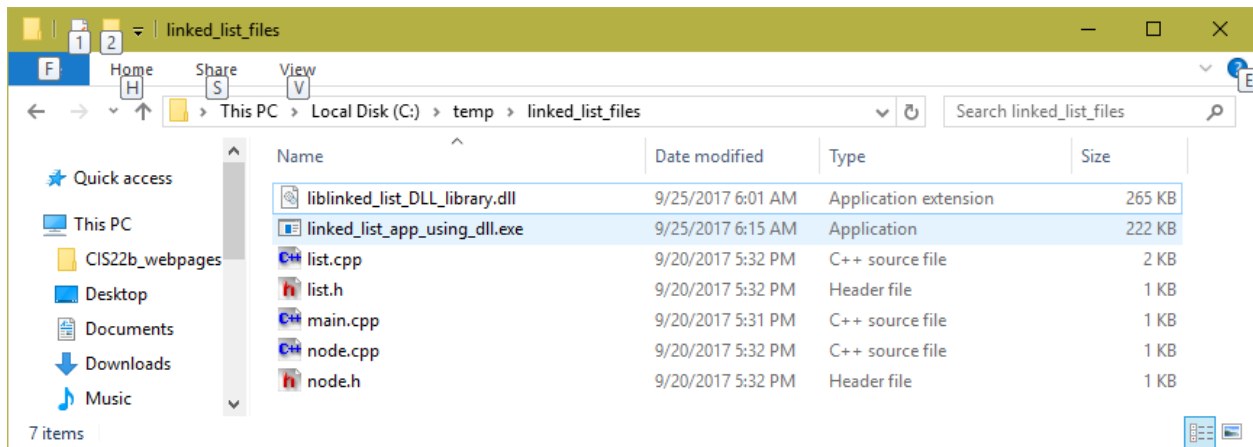 linked_list_files
1 2
F Home Share View
H S V E
This PC > Local Disk (C:) > temp > linked_list_files Search linked_list_files
Name Date modified Type Size
Quick access
This PC
CIS22b_webpages
Desktop
Documents
Downloads
Music
liblinked_list_DLL_library.dll 9/25/2017 6:01 AM Application extension 265 KB
linked_list_app_using_dll.exe 9/25/2017 6:15 AM Application 222 KB
C++ list.cpp 9/20/2017 5:32 PM C++ source file 2 KB
h list.h 9/20/2017 5:32 PM Header file 1 KB
C++ main.cpp 9/20/2017 5:31 PM C++ source file 1 KB
C++ node.cpp 9/20/2017 5:32 PM C++ source file 1 KB
h node.h 9/20/2017 5:32 PM Header file 1 KB
7 items